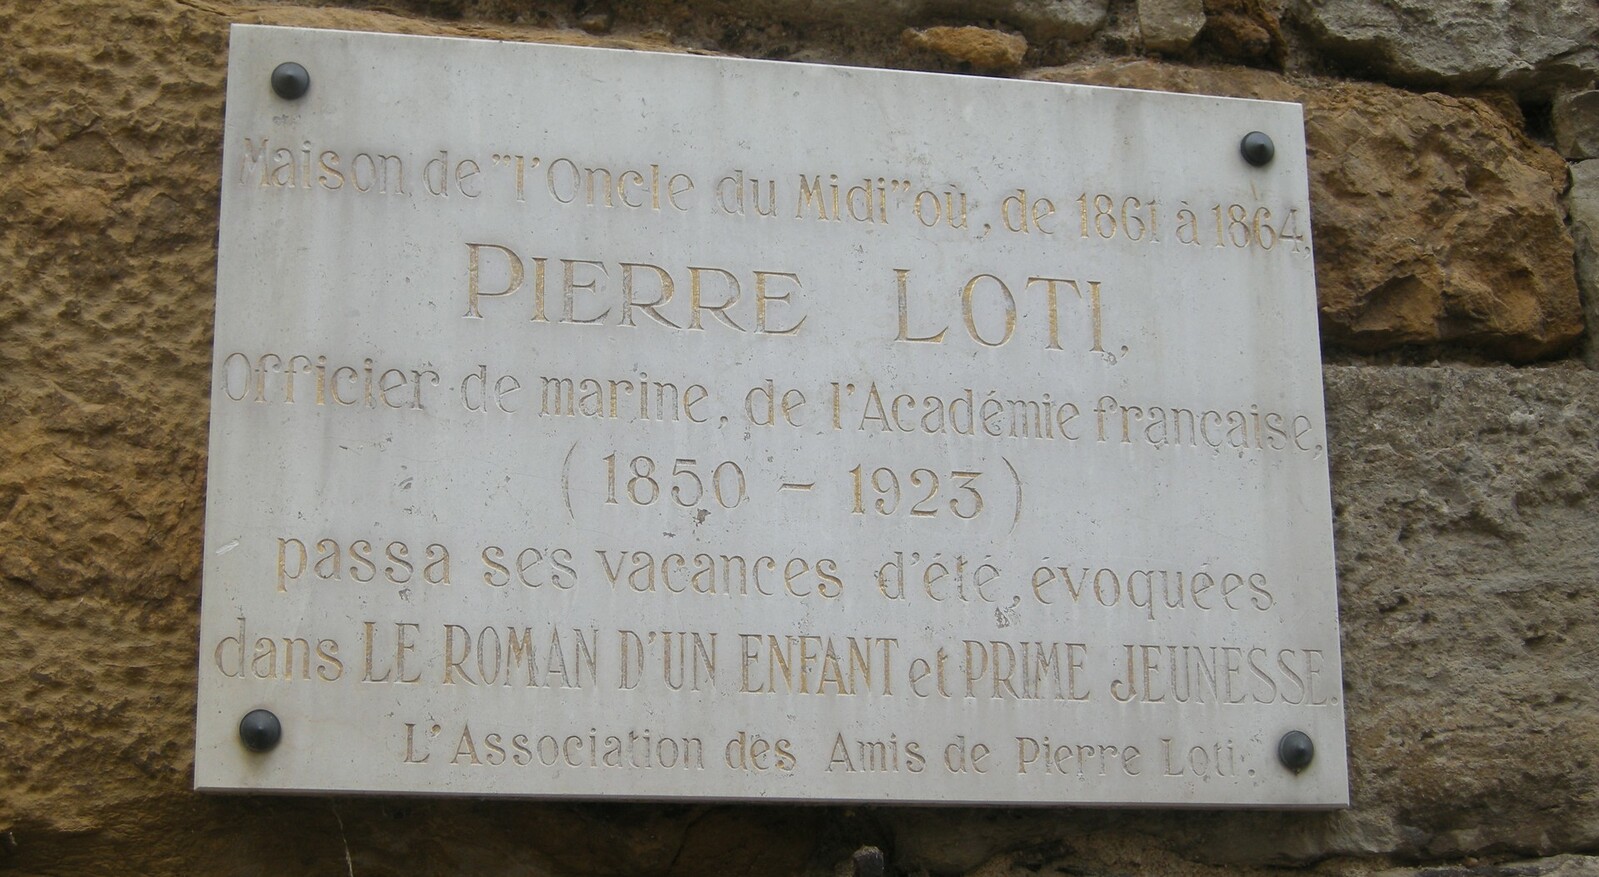 Maison de "l'Oncle du Midi" où, de 1861 à 1864,
PIERRE LOTI,
Officier de marine, de l'Académie française,
(1850 - 1923)
passa ses vacances d'été, évoquées
dans LE ROMAN D'UN ENFANT et PRIME JEUNESSE.
L'Association des Amis de Pierre Loti.